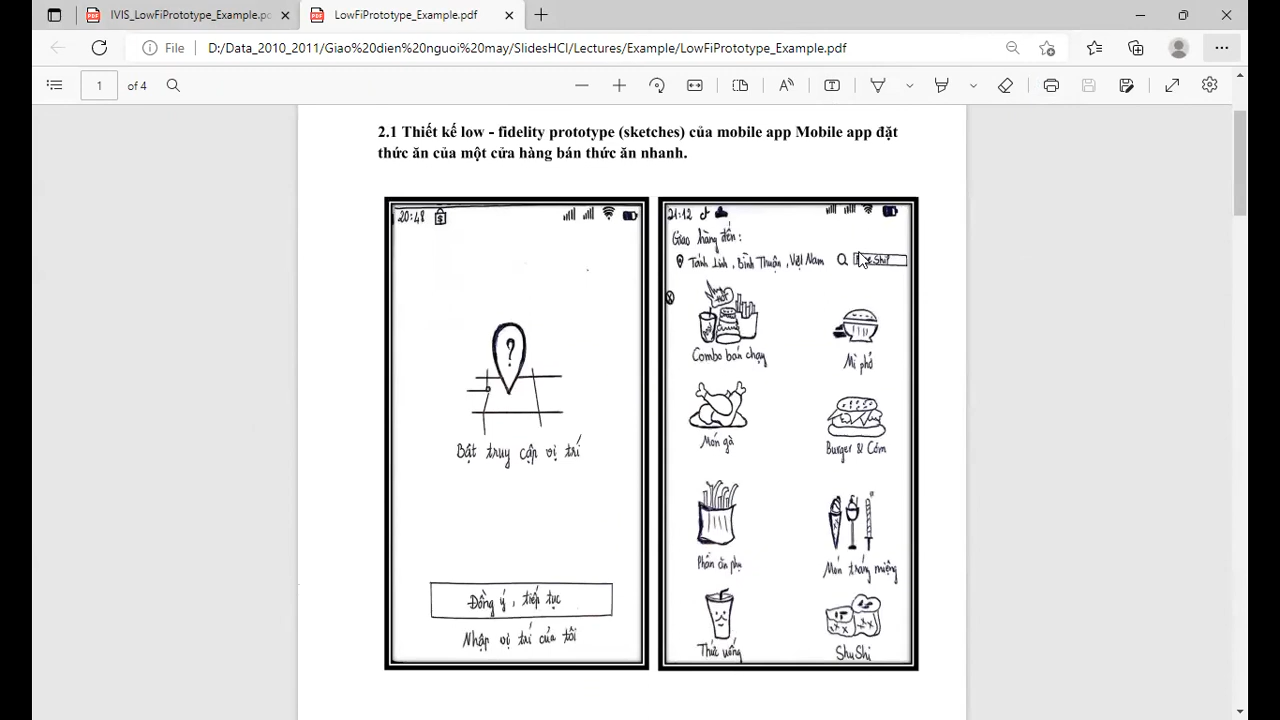 IVIS_LowFiPrototype_Example.po
LowFiPrototype_Example.pdf
File
D:/Data_2010_2011/Giao%20dien%20nguoi%20may/SlidesHCI/Lectures/Example/LowFiPrototype_Example.pdf
1 of 4
2.1 Thiết kế low - fidelity prototype (sketches) của mobile app Mobile app đặt
thức ăn của một cửa hàng bán thức ăn nhanh.
20:48
Bật truy cập vị trí
Đồng ý, tiếp tục
Nhập vị trí của tôi
21:12
Giao hàng đến:
Tánh Linh, Bình Thuận, Việt Nam
Combo bán chạy
Mì phở
Món gà
Burger & Cơm
Phần ăn phụ
Món tráng miệng
Thức uống
ShuShi